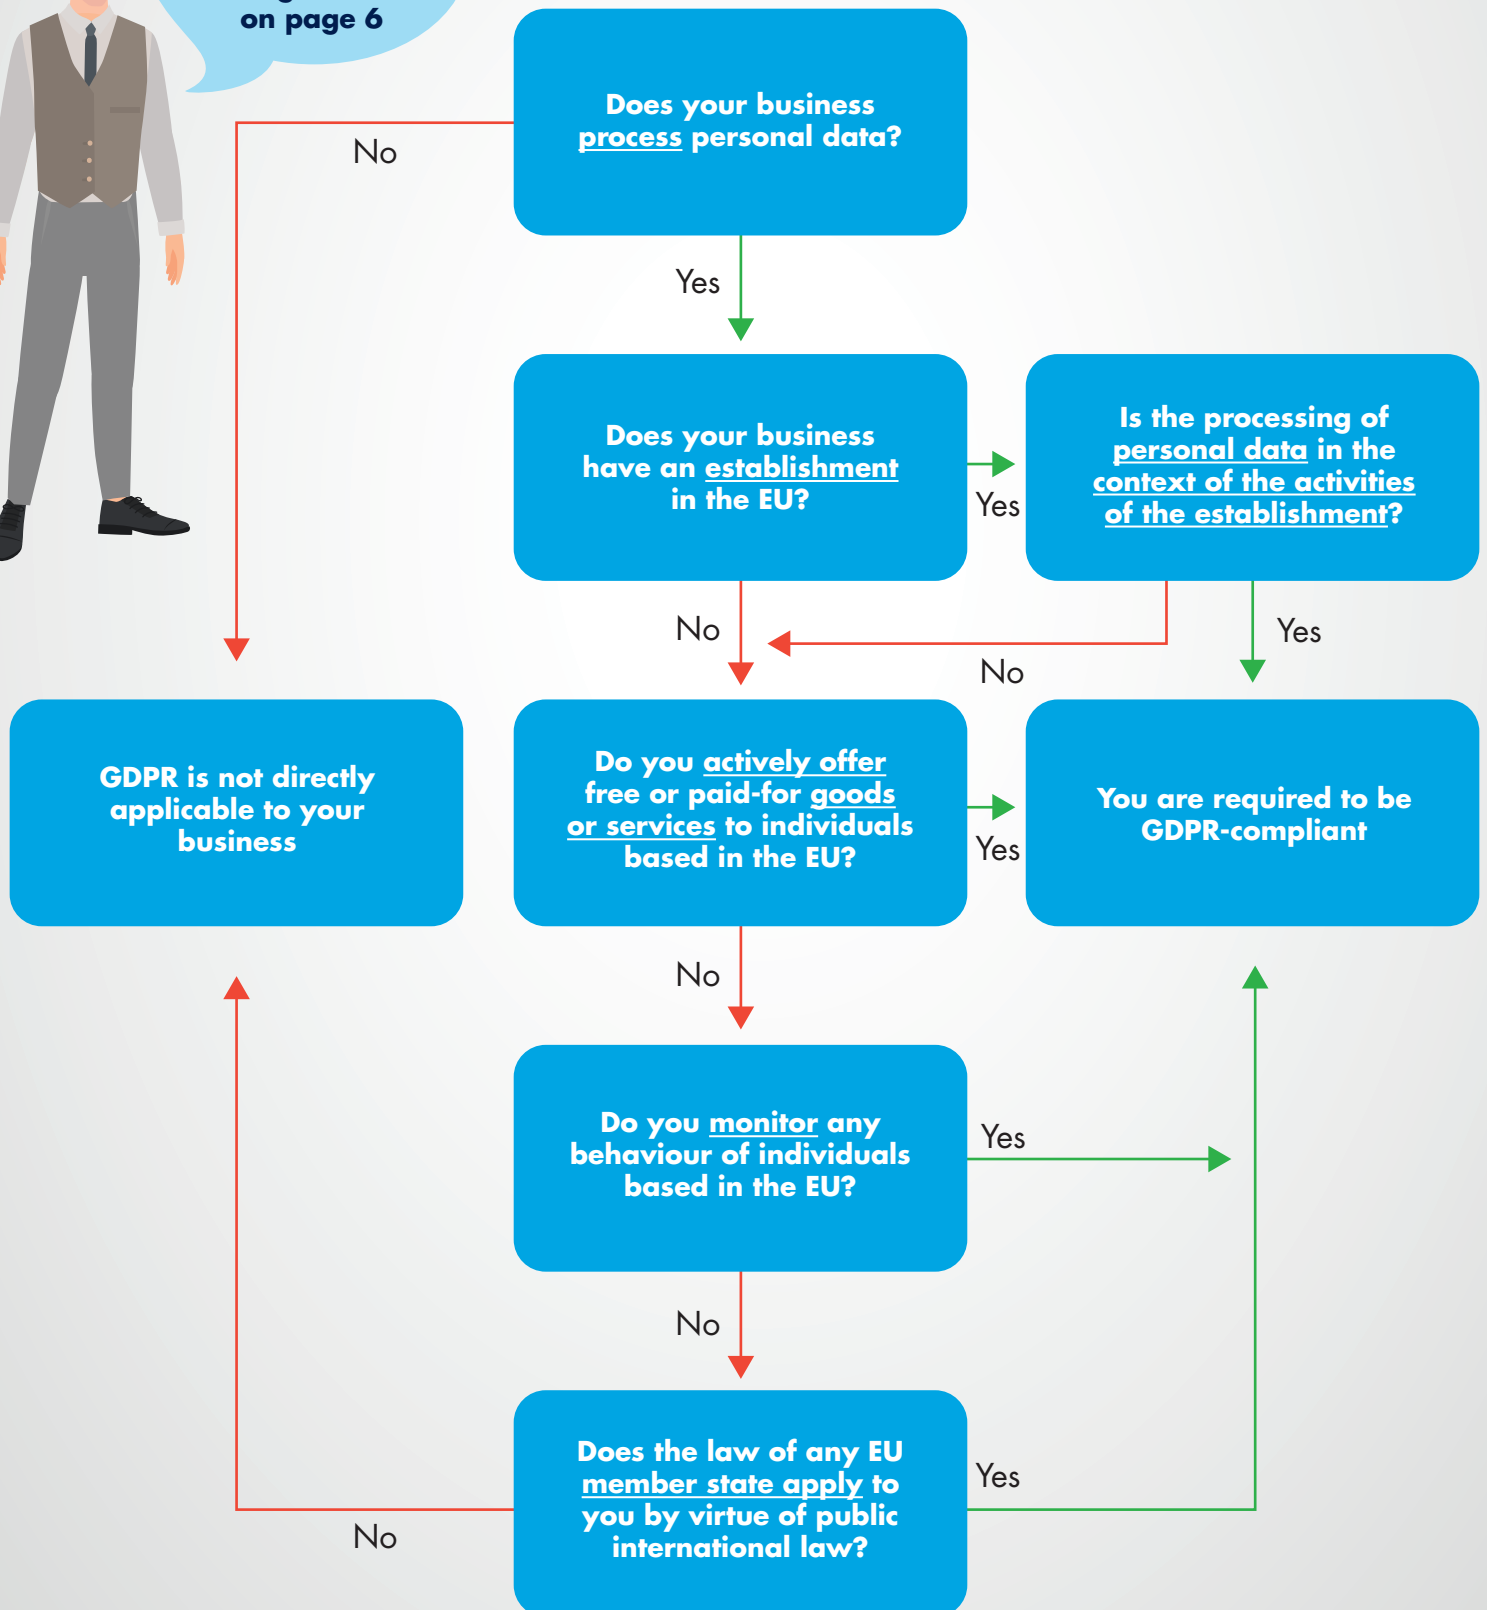 on page 6
Does your business
process personal data?
No
Yes
Does your business
have an establishment
in the EU?
Yes
Is the processing of
personal data in the
context of the activities
of the establishment?
No
No
Yes
GDPR is not directly
applicable to your
business
Do you actively offer
free or paid-for goods
or services to individuals
based in the EU?
Yes
You are required to be
GDPR-compliant
No
Do you monitor any
behaviour of individuals
based in the EU?
Yes
No
Does the law of any EU
member state apply to
you by virtue of public
international law?
Yes
No